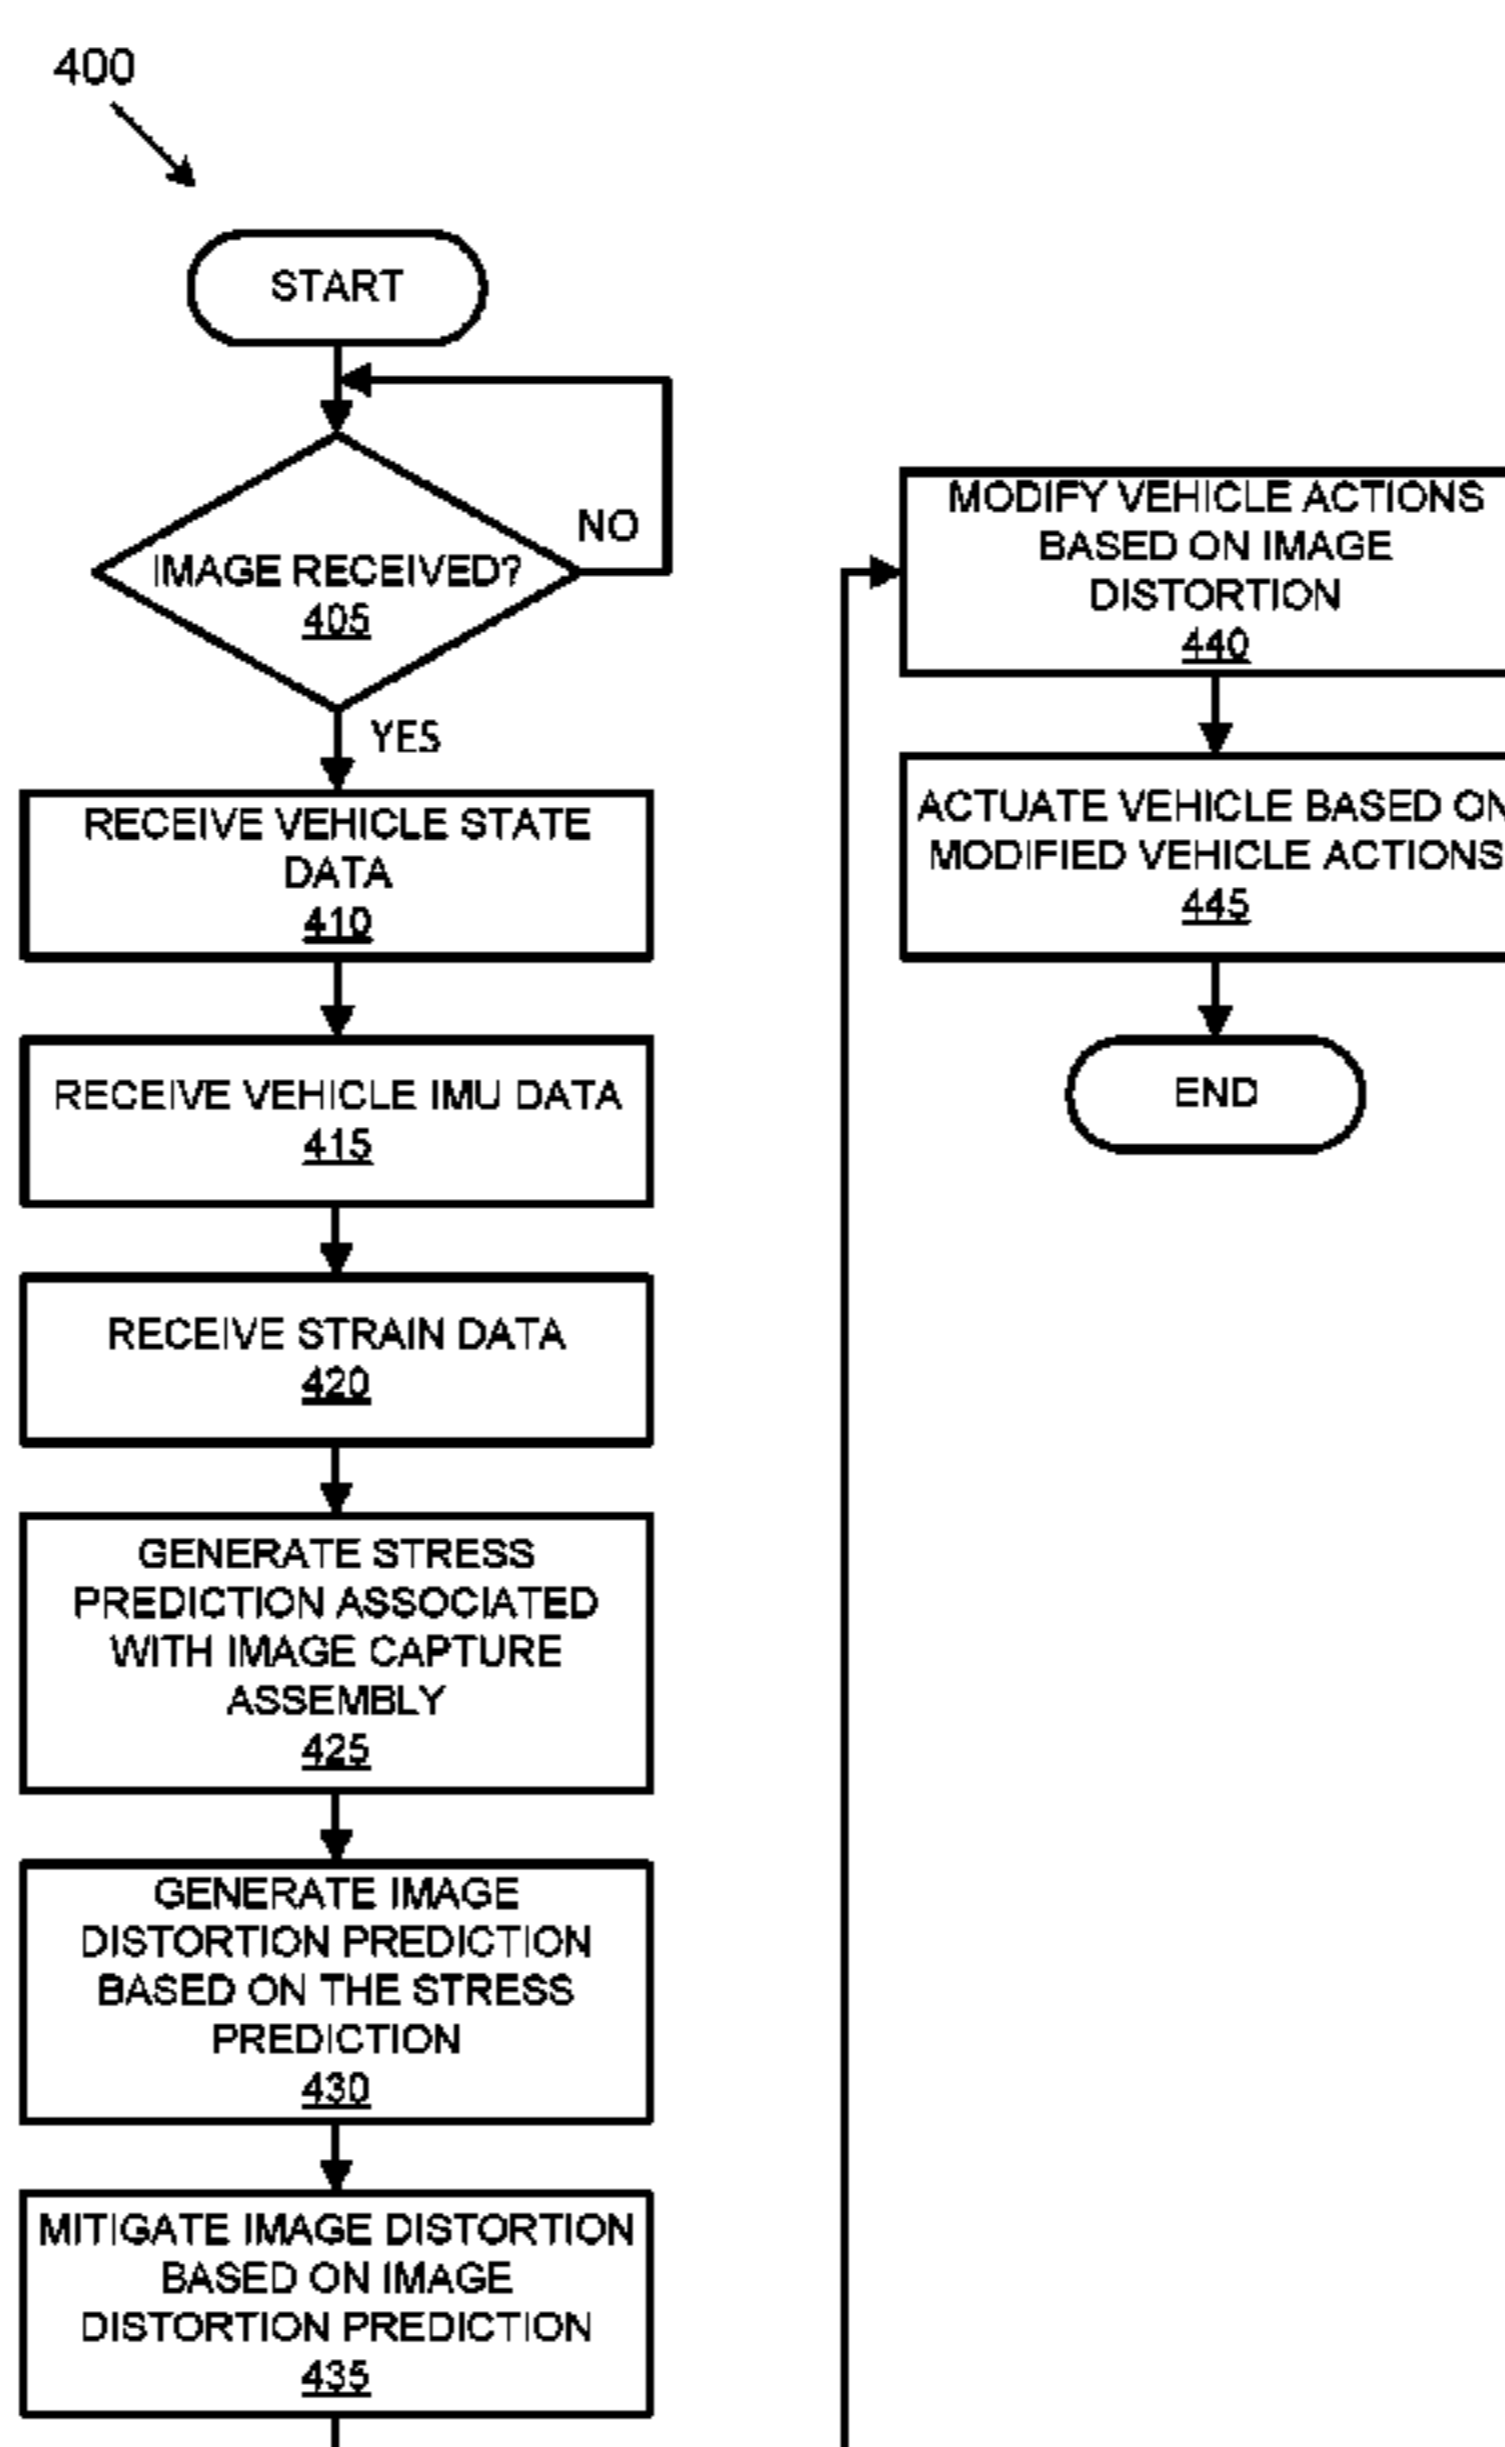 400
START
IMAGE RECEIVED?
405
NO
YES
RECEIVE VEHICLE STATE
DATA
410
RECEIVE VEHICLE IMU DATA
415
RECEIVE STRAIN DATA
420
GENERATE STRESS
PREDICTION ASSOCIATED
WITH IMAGE CAPTURE
ASSEMBLY
425
GENERATE IMAGE
DISTORTION PREDICTION
BASED ON THE STRESS
PREDICTION
430
MITIGATE IMAGE DISTORTION
BASED ON IMAGE
DISTORTION PREDICTION
435
MODIFY VEHICLE ACTIONS
BASED ON IMAGE
DISTORTION
440
ACTUATE VEHICLE BASED ON
MODIFIED VEHICLE ACTIONS
445
END